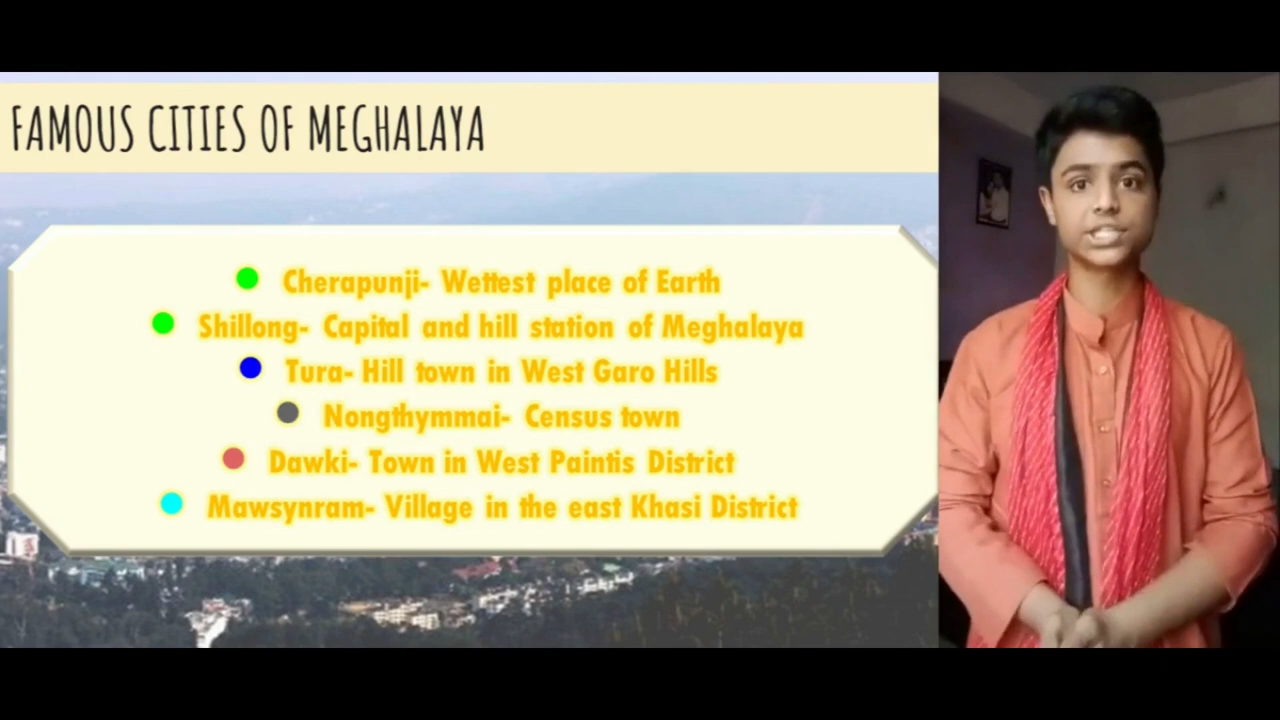 FAMOUS CITIES OF MEGHALAYA
Cherapunji- Wettest place of Earth
Shillong- Capital and hill station of Meghalaya
Tura- Hill town in West Garo Hills
Nongthymmai- Census town
Dawki- Town in West Paintis District
Mawsynram- Village in the east Khasi District